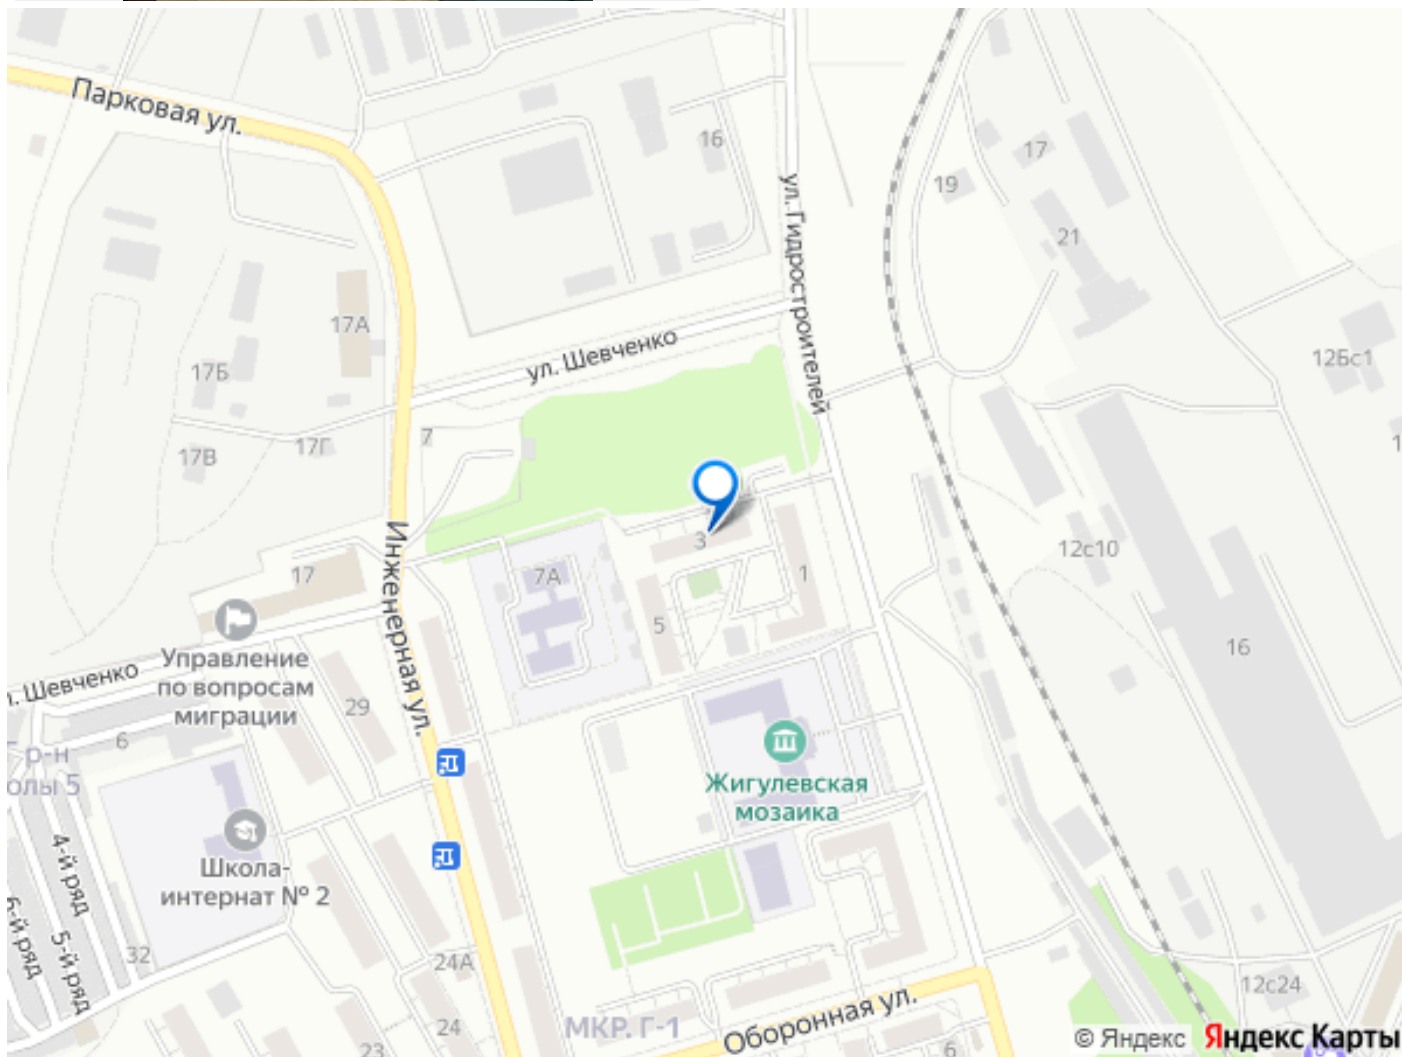 Парковая ул.
16
17
19
ул. Гидростроителей
21
17А
ул. Шевченко
12Бс1
17Б
7
17Г
17В
3
12с10
Инженерная ул.
17
7А
1
5
16
Управление
по вопросам
миграции
Шевченко
29
6
р-н
олы 5
Жигулевская
мозаика
4-й ряд
Школа-
интернат № 2
5-й ряд
6-й ряд
32
24А
12с24
24
МКР. Г-1
Оборонная ул.
23
6
© Яндекс Яндекс Карты